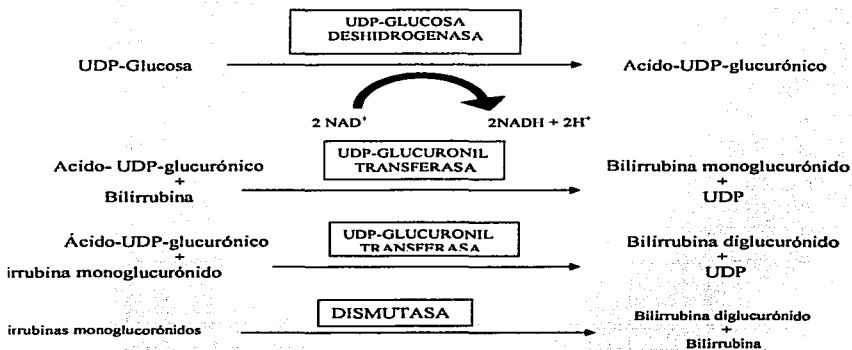 UDP-GLUCOSA
DESHIDROGENASA
UDP-Glucosa
Acido-UDP-glucurónico
2 NAD⁺
2NADH + 2H⁺
Acido- UDP-glucurónico
+
Bilirrubina
UDP-GLUCURONIL
TRANSFERASA
Bilirrubina monoglucurónido
+
UDP
Ácido-UDP-glucurónico
+
irrubina monoglucurónido
UDP-GLUCURONIL
TRANSFERASA
Bilirrubina diglucurónido
+
UDP
irrubinas monoglucorónidos
DISMUTASA
Bilirrubina diglucurónido
+
Bilirrubina